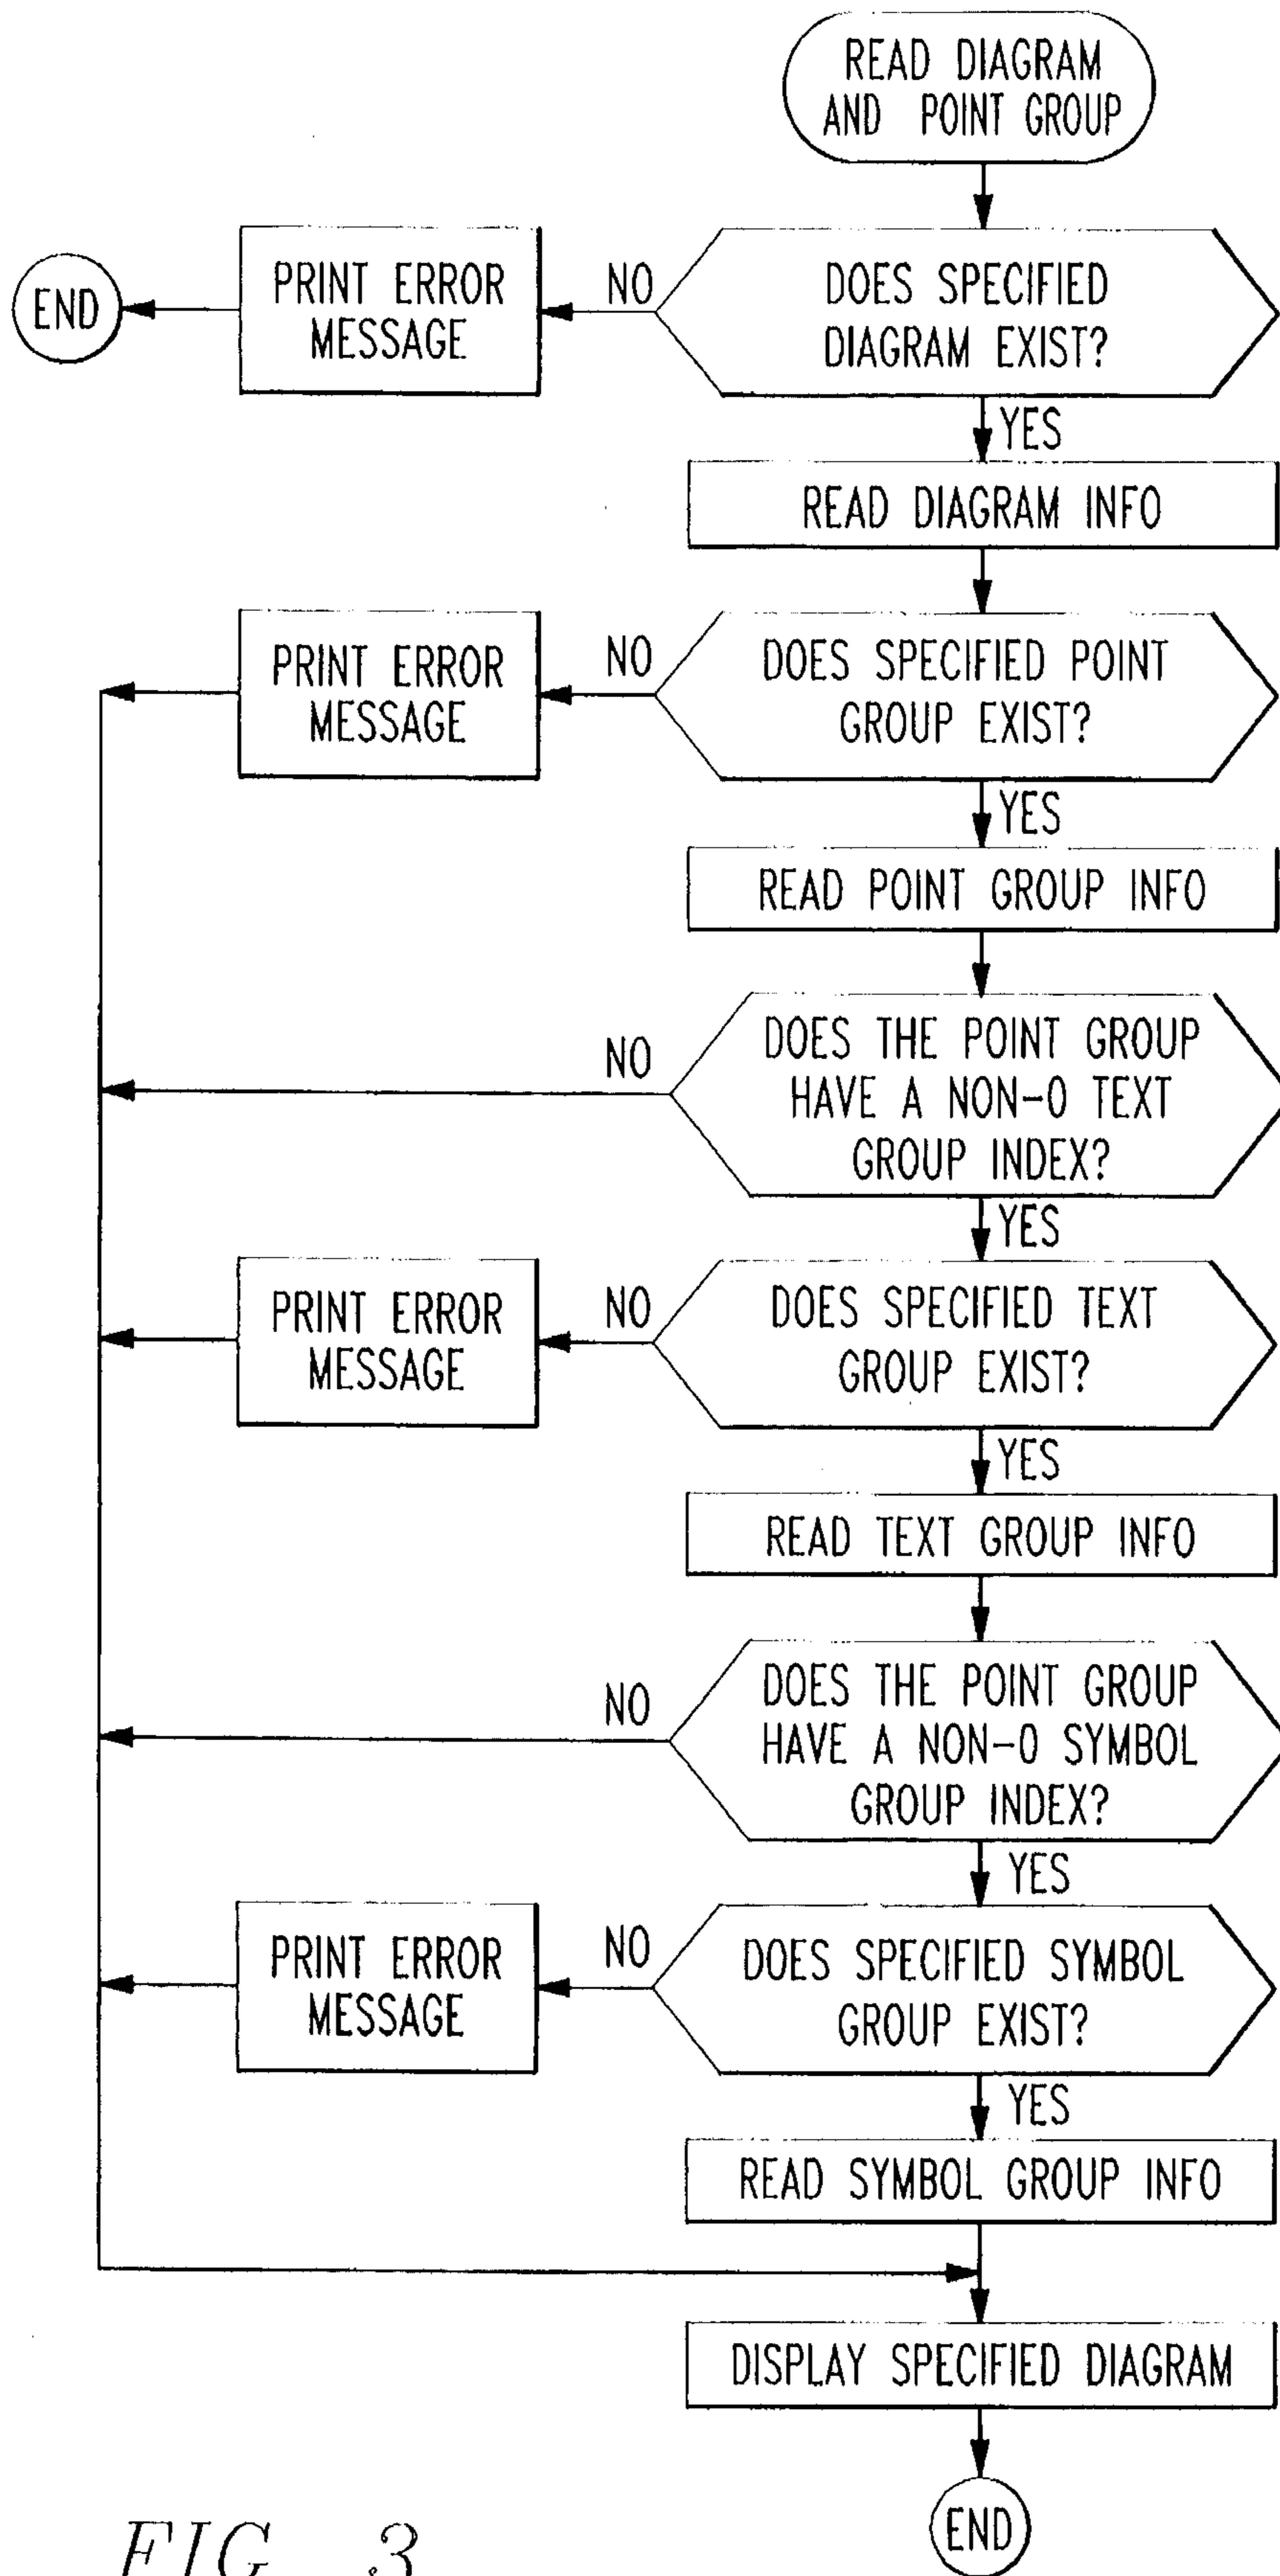 READ DIAGRAM
AND POINT GROUP
END
PRINT ERROR
MESSAGE
NO
DOES SPECIFIED
DIAGRAM EXIST?
YES
READ DIAGRAM INFO
PRINT ERROR
MESSAGE
NO
DOES SPECIFIED POINT
GROUP EXIST?
YES
READ POINT GROUP INFO
NO
DOES THE POINT GROUP
HAVE A NON-0 TEXT
GROUP INDEX?
YES
PRINT ERROR
MESSAGE
NO
DOES SPECIFIED TEXT
GROUP EXIST?
YES
READ TEXT GROUP INFO
NO
DOES THE POINT GROUP
HAVE A NON-0 SYMBOL
GROUP INDEX?
YES
PRINT ERROR
MESSAGE
NO
DOES SPECIFIED SYMBOL
GROUP EXIST?
YES
READ SYMBOL GROUP INFO
DISPLAY SPECIFIED DIAGRAM
END
FIG 3